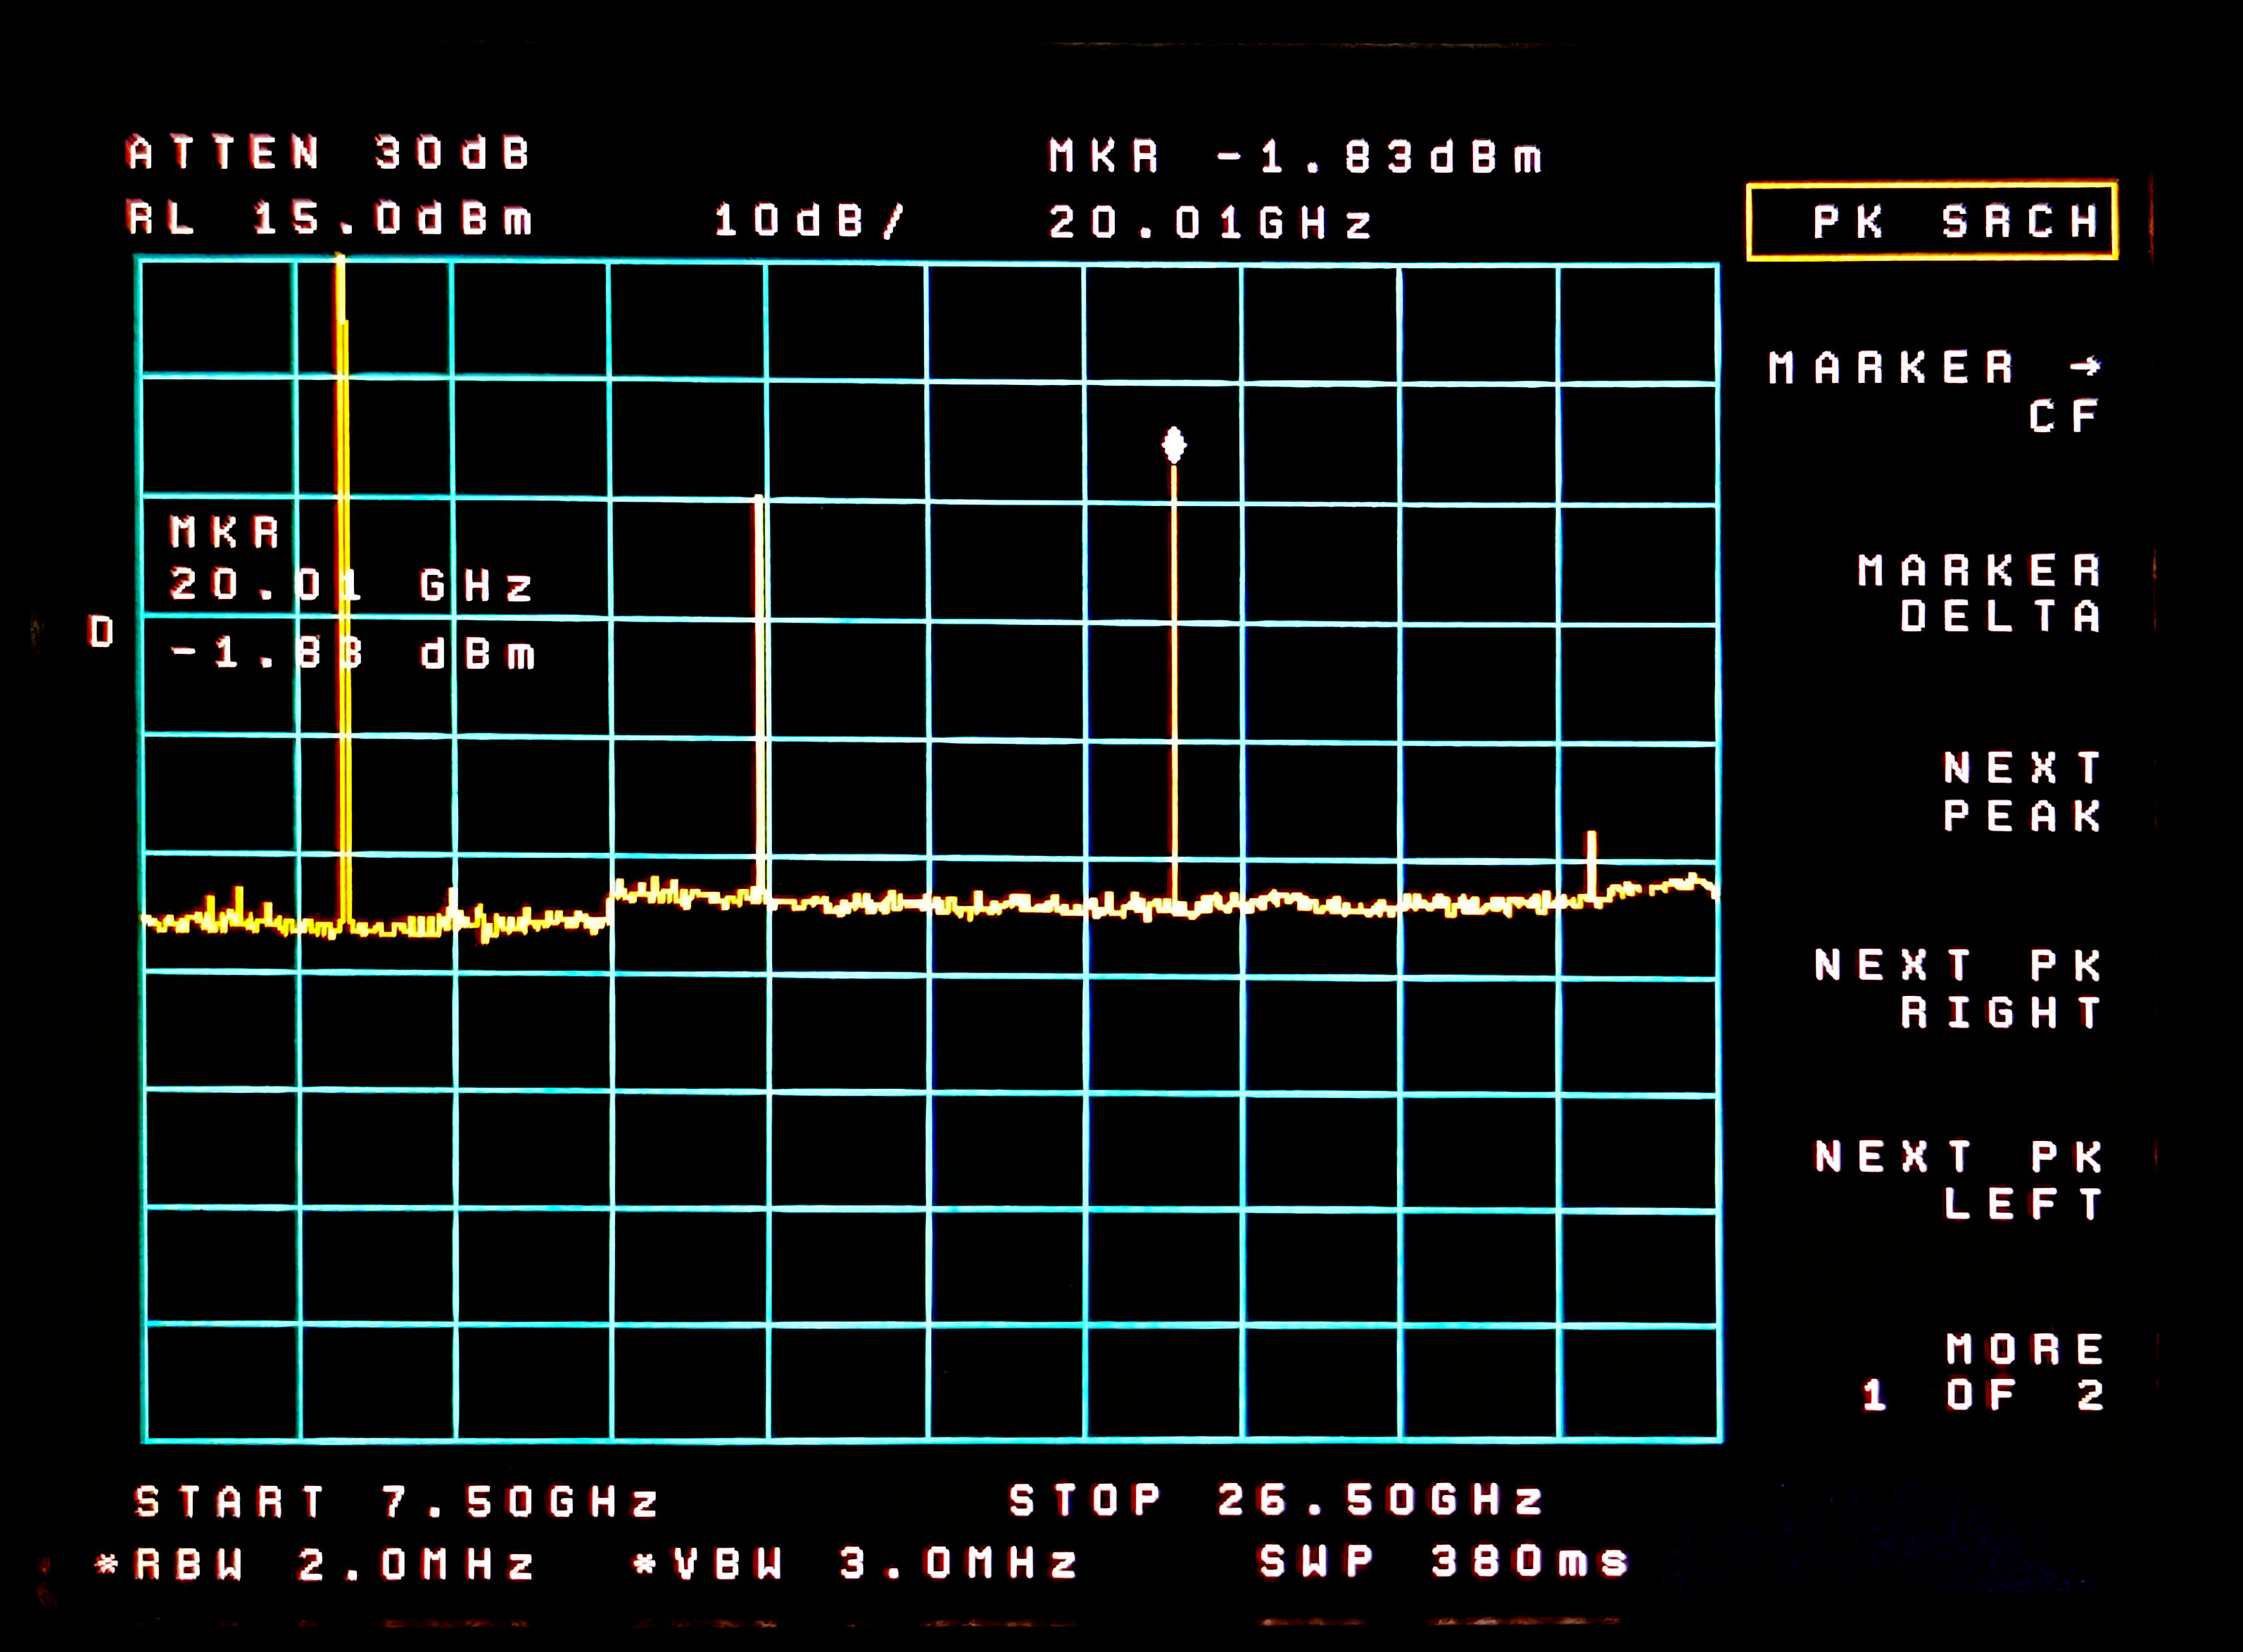 ATTEN 30dB
MKR -1.83dBm
RL 15.0dBm
10dB/
20.01GHz
PK SRCH
MARKER →
CF
MKR
20.01 GHz
-1.83 dBm
D
MARKER
DELTA
NEXT
PEAK
NEXT PK
RIGHT
NEXT PK
LEFT
MORE
1 OF 2
START 7.50GHz
STOP 26.50GHz
*RBW 2.0MHz
*VBW 3.0MHz
SWP 380ms